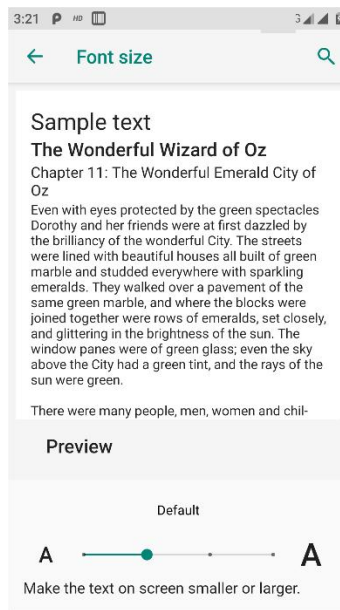 3:21 P HD
Font size
Sample text
The Wonderful Wizard of Oz
Chapter 11: The Wonderful Emerald City of
Oz
Even with eyes protected by the green spectacles
Dorothy and her friends were at first dazzled by
the brilliancy of the wonderful City. The streets
were lined with beautiful houses all built of green
marble and studded everywhere with sparkling
emeralds. They walked over a pavement of the
same green marble, and where the blocks were
joined together were rows of emeralds, set closely,
and glittering in the brightness of the sun. The
window panes were of green glass; even the sky
above the City had a green tint, and the rays of the
sun were green.
There were many people, men, women and chil-
Preview
Default
A A
Make the text on screen smaller or larger.